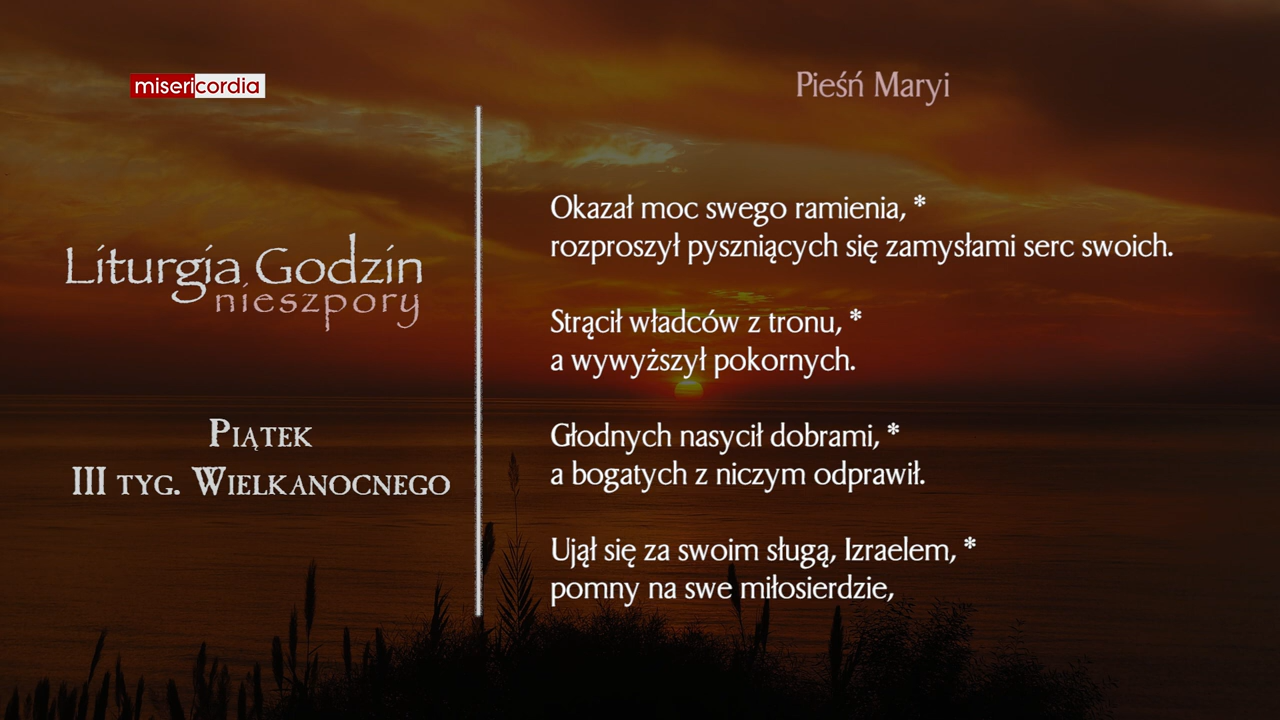 misericordia
Liturgia Godzin
nieszpory
Piątek
III tyg. Wielkanocnego
Pieśń Maryi
Okazał moc swego ramienia, *
rozproszył pyszniących się zamysłami serc swoich.
Strącił władców z tronu, *
a wywyższył pokornych.
Głodnych nasycił dobrami, *
a bogatych z niczym odprawił.
Ujął się za swoim sługą, Izraelem, *
pomny na swe miłosierdzie,